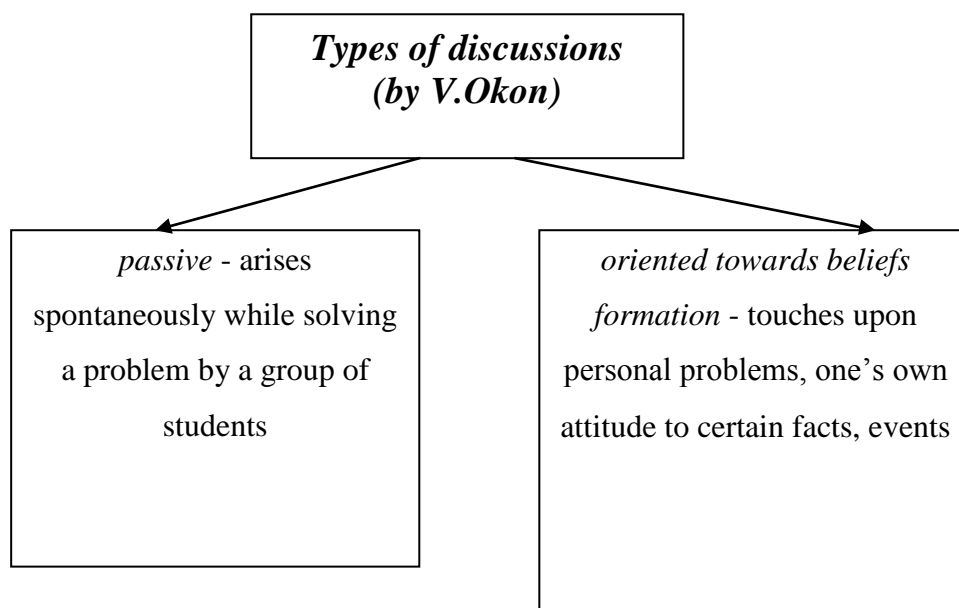 Types of discussions
(by V.Okon)
passive - arises
spontaneously while solving
a problem by a group of
students
oriented towards beliefs
formation - touches upon
personal problems, one’s own
attitude to certain facts, events